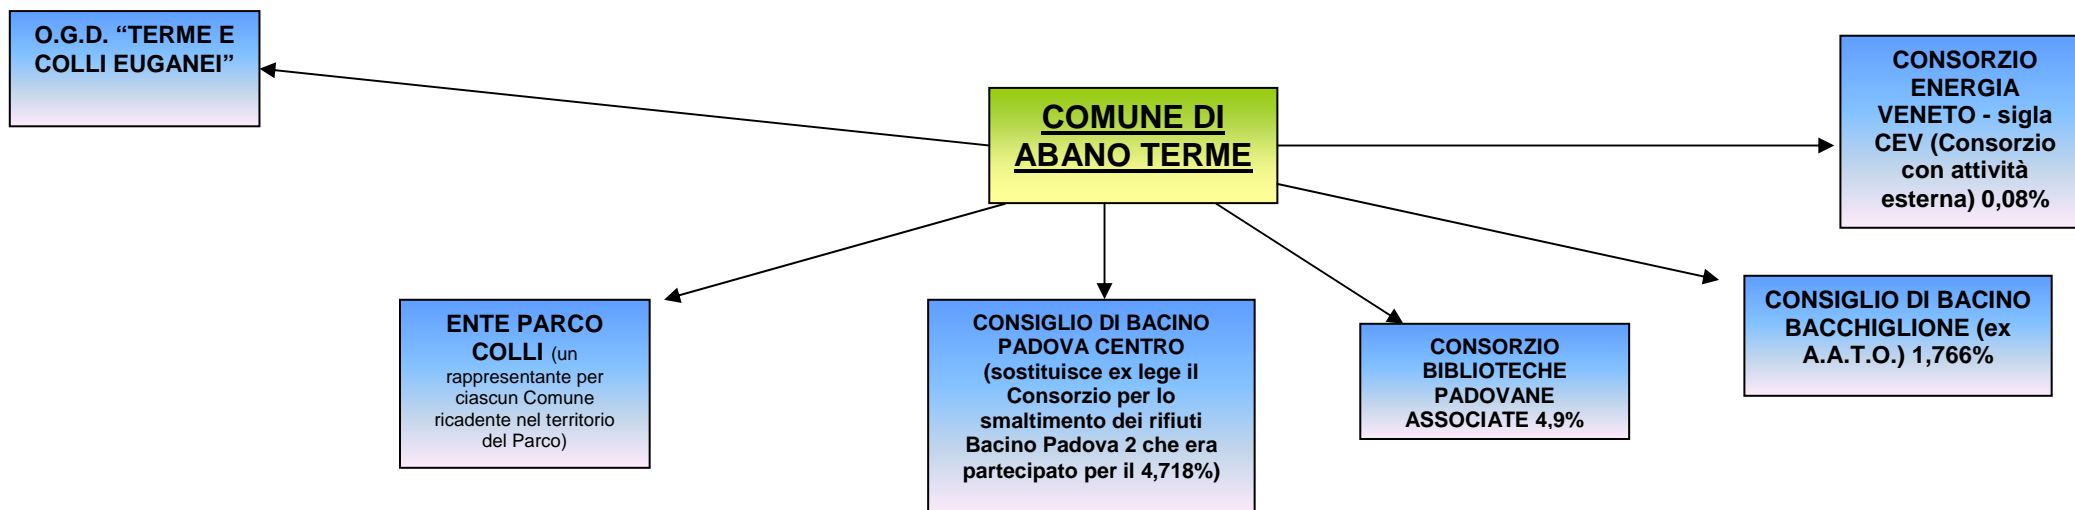 O.G.D. “TERME E
COLLI EUGANEI”
COMUNE DI
ABANO TERME
CONSORZIO
ENERGIA
VENETO - sigla
CEV (Consorzio
con attività
esterna) 0,08%
ENTE PARCO
COLLI (un
rappresentante per
ciascun Comune
ricadente nel territorio
del Parco)
CONSIGLIO DI BACINO
PADOVA CENTRO
(sostituisce ex lege il
Consorzio per lo
smaltimento dei rifiuti
Bacino Padova 2 che era
partecipato per il 4,718%)
CONSORZIO
BIBLIOTECHE
PADOVANE
ASSOCIATE 4,9%
CONSIGLIO DI BACINO
BACCHIGLIONE (ex
A.A.T.O.) 1,766%